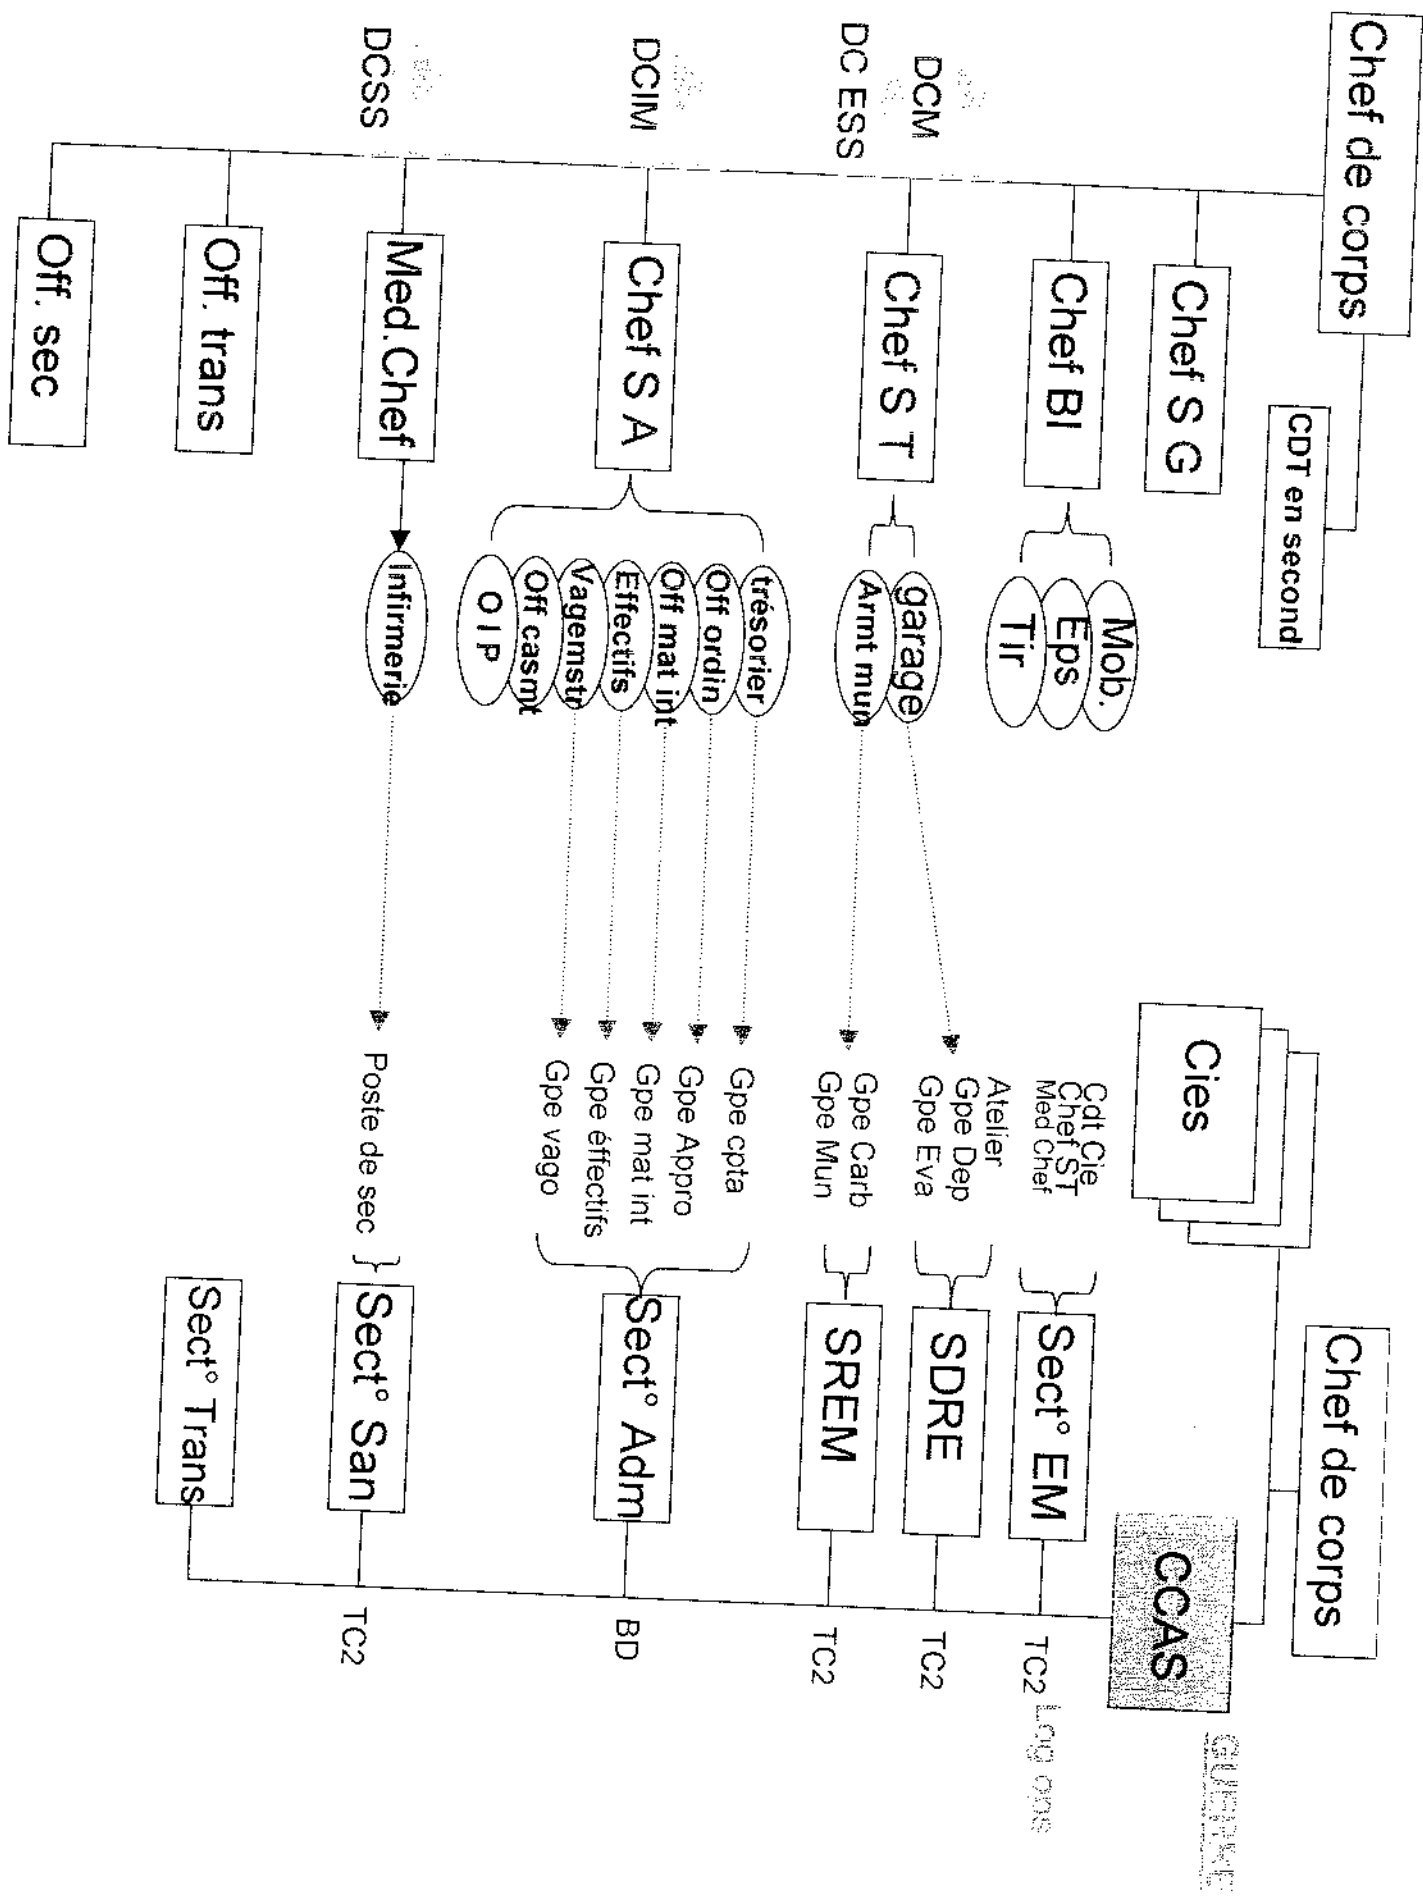 Chef de corps
CDT en second
Chef S G
Chef BI
Mob.
Eps
Tir
DCM
DC ESS
Chef S T
garage
Armt mun
DCIM
Chef S A
trésorier
Off ordin
Off mat int
Effectifs
Vagemstr
Off casmt
O I P
DCSS
Med.Chef
Infirmerie
Off. trans
Off. sec
GUERRE
Chef de corps
Cies
CCAS
Cdt Cie
Chef ST
Med Chef
Sect° EM
TC2
Log ops
Atelier
Gpe Dep
Gpe Eva
SDRE
TC2
Gpe Carb
Gpe Mun
SREM
TC2
Gpe cpta
Gpe Appro
Gpe mat int
Gpe éffectifs
Gpe vago
Sect° Adm
BD
Poste de sec
Sect° San
TC2
Sect° Trans